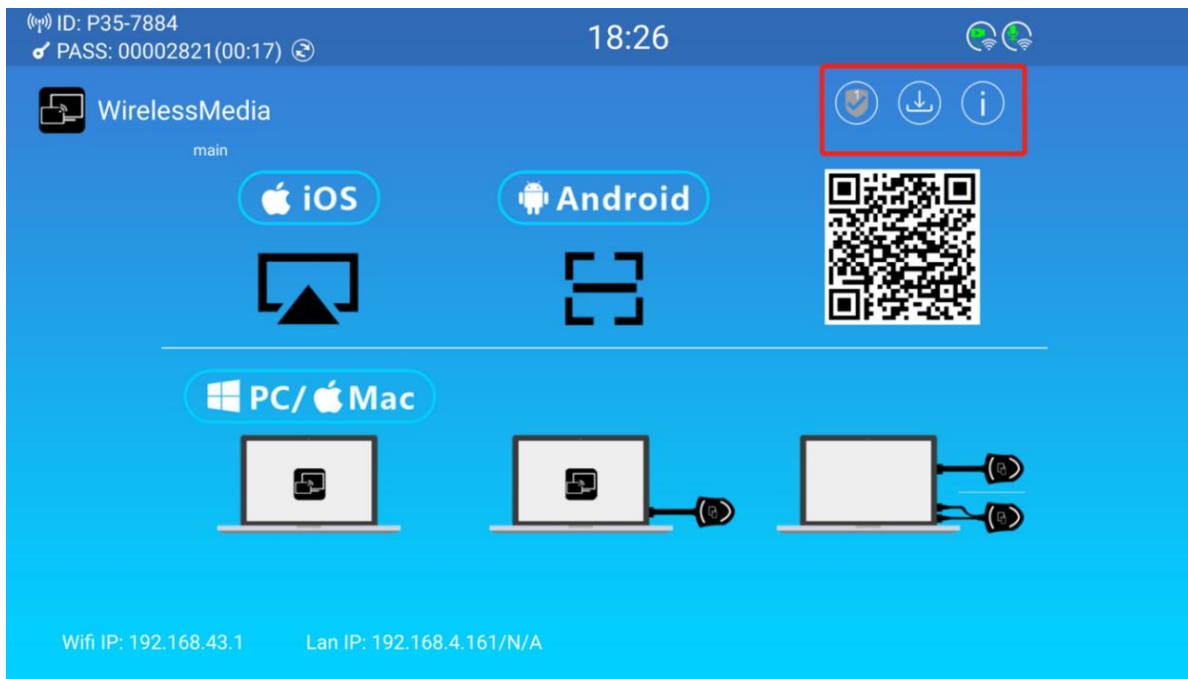 ID: P35-7884
PASS: 00002821(00:17)
18:26
WirelessMedia
main
1
i
iOS
Android
PC/ Mac
Wifi IP: 192.168.43.1
Lan IP: 192.168.4.161/N/A